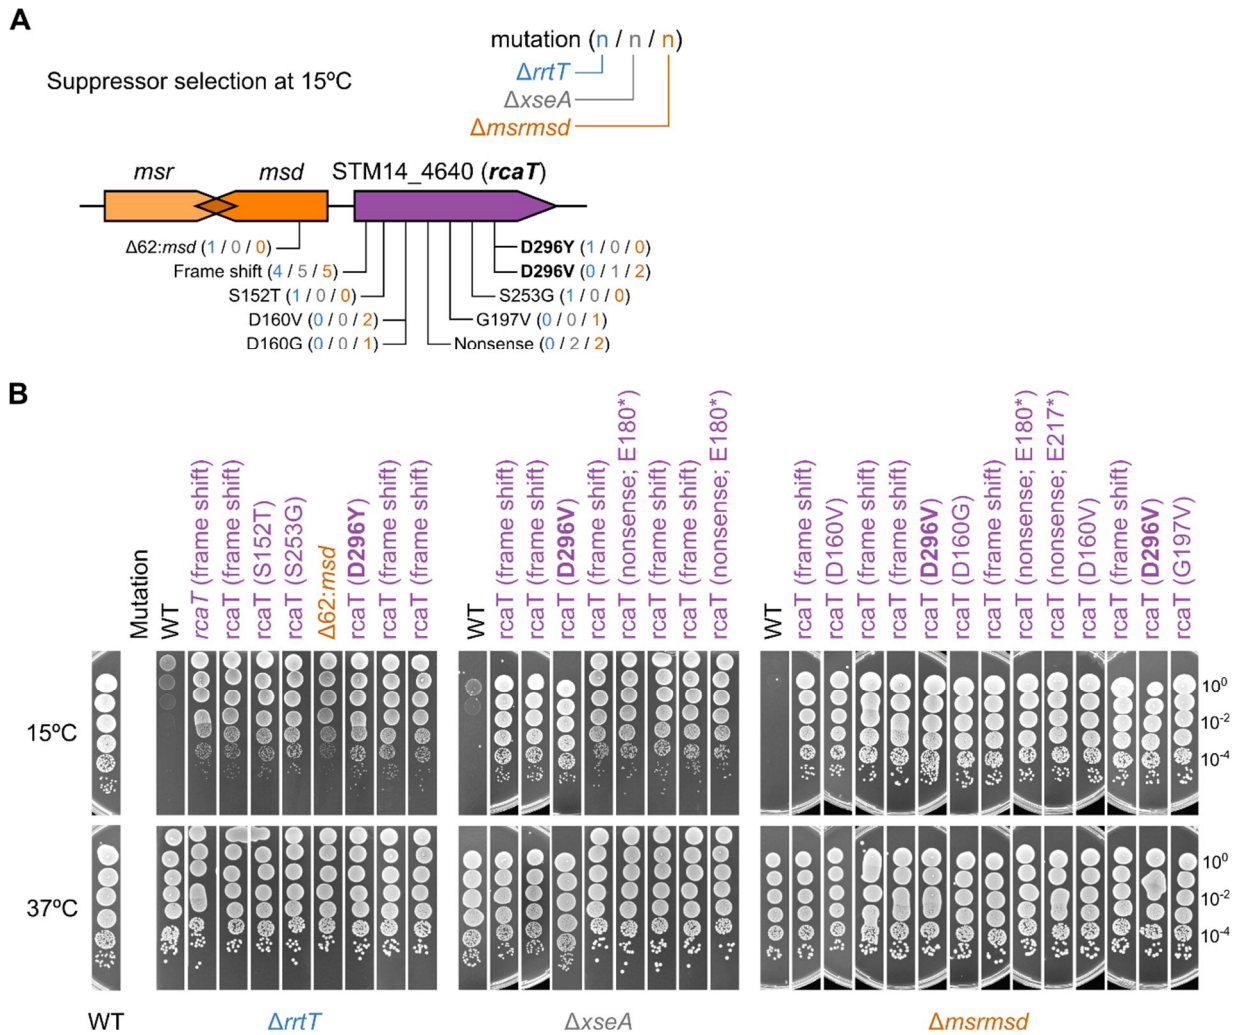 A
mutation (n / n / n)
Suppressor selection at 15ºC
ΔrrtT
ΔxseA
Δmsrmsd
msr
msd
STM14_4640 (rcaT)
Δ62:msd (1 / 0 / 0)
D296Y (1 / 0 / 0)
Frame shift (4 / 5 / 5)
D296V (0 / 1 / 2)
S152T (1 / 0 / 0)
S253G (1 / 0 / 0)
D160V (0 / 0 / 2)
G197V (0 / 0 / 1)
D160G (0 / 0 / 1)
Nonsense (0 / 2 / 2)
B
Mutation
WT
rcaT (frame shift)
rcaT (frame shift)
rcaT (S152T)
rcaT (S253G)
Δ62:msd
rcaT (D296Y)
rcaT (frame shift)
rcaT (frame shift)
WT
rcaT (frame shift)
rcaT (frame shift)
rcaT (D296V)
rcaT (frame shift)
rcaT (nonsense; E180*)
rcaT (frame shift)
rcaT (frame shift)
rcaT (nonsense; E180*)
WT
rcaT (frame shift)
rcaT (D160V)
rcaT (frame shift)
rcaT (frame shift)
rcaT (D296V)
rcaT (D160G)
rcaT (frame shift)
rcaT (nonsense; E180*)
rcaT (nonsense; E217*)
rcaT (D160V)
rcaT (frame shift)
rcaT (D296V)
rcaT (G197V)
15ºC
10⁰
10⁻²
10⁻⁴
37ºC
10⁰
10⁻²
10⁻⁴
WT
ΔrrtT
ΔxseA
Δmsrmsd